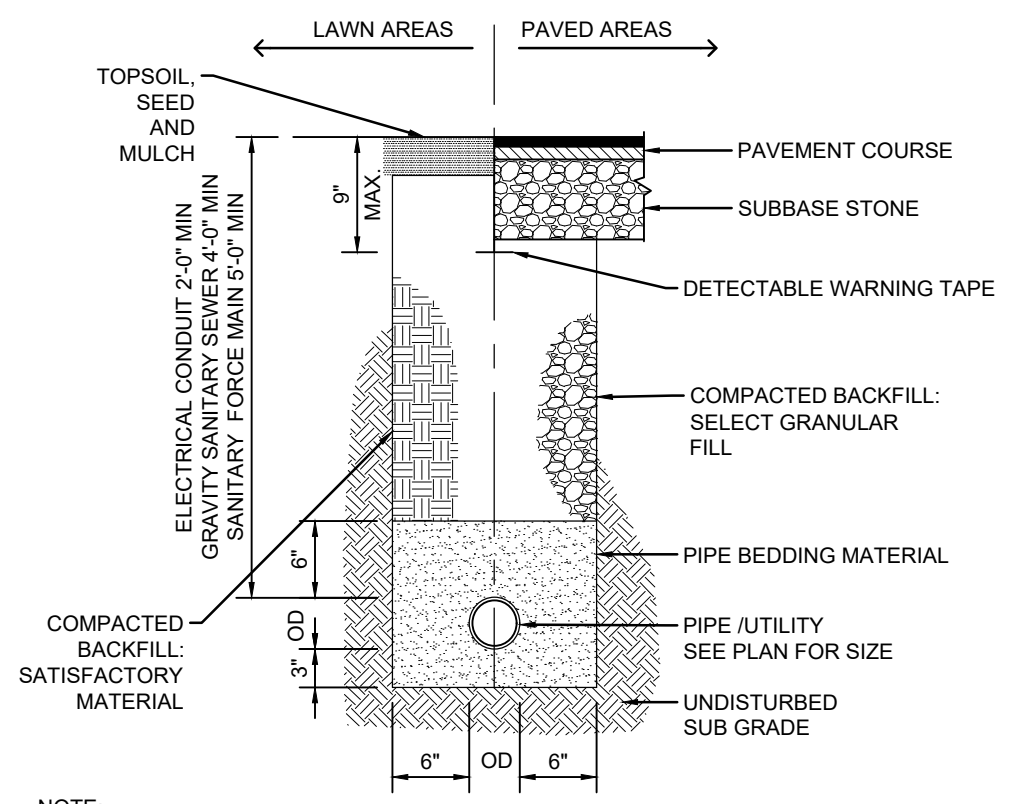 LAWN AREAS
PAVED AREAS
TOPSOIL,
SEED
AND
MULCH
PAVEMENT COURSE
SUBBASE STONE
9"
MAX.
DETECTABLE WARNING TAPE
ELECTRICAL CONDUIT 2'-0" MIN
GRAVITY SANITARY SEWER 4'-0" MIN
SANITARY FORCE MAIN 5'-0" MIN
COMPACTED BACKFILL:
SELECT GRANULAR
FILL
6"
PIPE BEDDING MATERIAL
COMPACTED
BACKFILL:
SATISFACTORY
MATERIAL
OD
PIPE /UTILITY
SEE PLAN FOR SIZE
3"
UNDISTURBED
SUB GRADE
6"
OD
6"
NOTE: